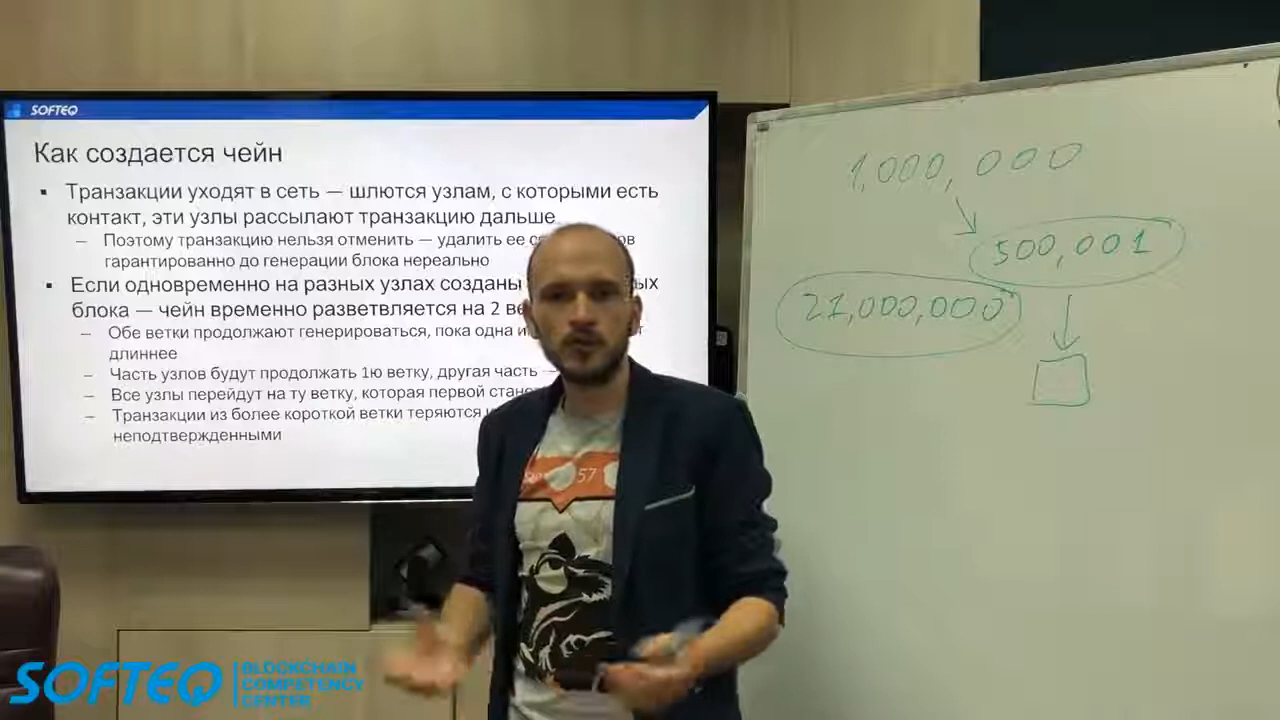 SOFTEQ
Как создается чейн
▪ Транзакции уходят в сеть — шлются узлам, с которыми есть
контакт, эти узлы рассылают транзакцию дальше
– Поэтому транзакцию нельзя отменить — удалить ее
гарантированно до генерации блока нереально
▪ Если одновременно на разных узлах созданы
блока — чейн временно разветвляется на 2
– Обе ветки продолжают генерироваться, пока одна
длиннее
– Часть узлов будут продолжать 1ю ветку, другая часть —
– Все узлы перейдут на ту ветку, которая первой
– Транзакции из более короткой ветки теряются
неподтвержденными
1,000,000
500,001
21,000,000
57
SOFTEQ
BLOCKCHAIN
COMPETENCY
CENTER